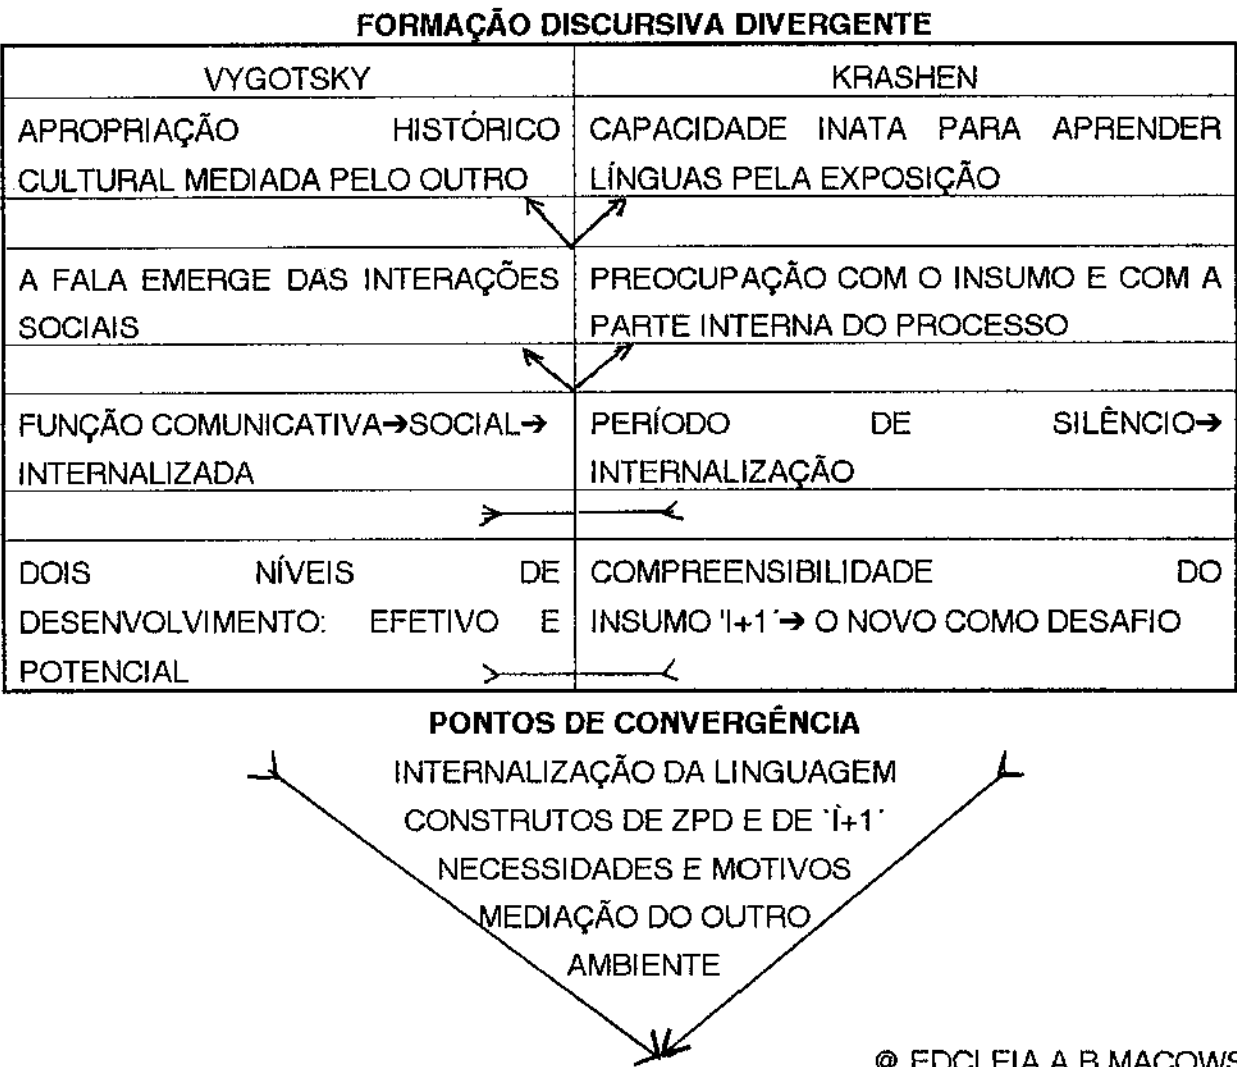 FORMAÇÃO DISCURSIVA DIVERGENTE
VYGOTSKY
KRASHEN
APROPRIAÇÃO HISTÓRICO
CULTURAL MEDIADA PELO OUTRO
CAPACIDADE INATA PARA APRENDER
LÍNGUAS PELA EXPOSIÇÃO
A FALA EMERGE DAS INTERAÇÕES
SOCIAIS
PREOCUPAÇÃO COM O INSUMO E COM A
PARTE INTERNA DO PROCESSO
FUNÇÃO COMUNICATIVA→SOCIAL→
INTERNALIZADA
PERÍODO DE SILÊNCIO→
INTERNALIZAÇÃO
DOIS NÍVEIS DE
DESENVOLVIMENTO: EFETIVO E
POTENCIAL
COMPREENSIBILIDADE DO
INSUMO 'I+1´→ O NOVO COMO DESAFIO
PONTOS DE CONVERGÊNCIA
INTERNALIZAÇÃO DA LINGUAGEM
CONSTRUTOS DE ZPD E DE `Ì+1´
NECESSIDADES E MOTIVOS
MEDIAÇÃO DO OUTRO
AMBIENTE
@ EDCLEIA A B MACOWS